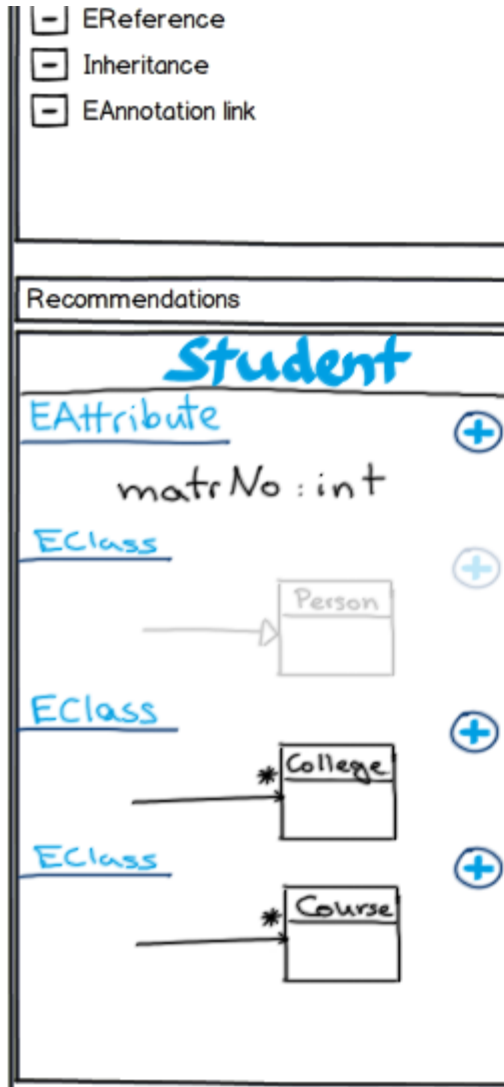 EReference
Inheritance
EAnnotation link
Recommendations
Student
EAttribute
matrNo : int
EClass
Person
EClass
* College
EClass
* Course